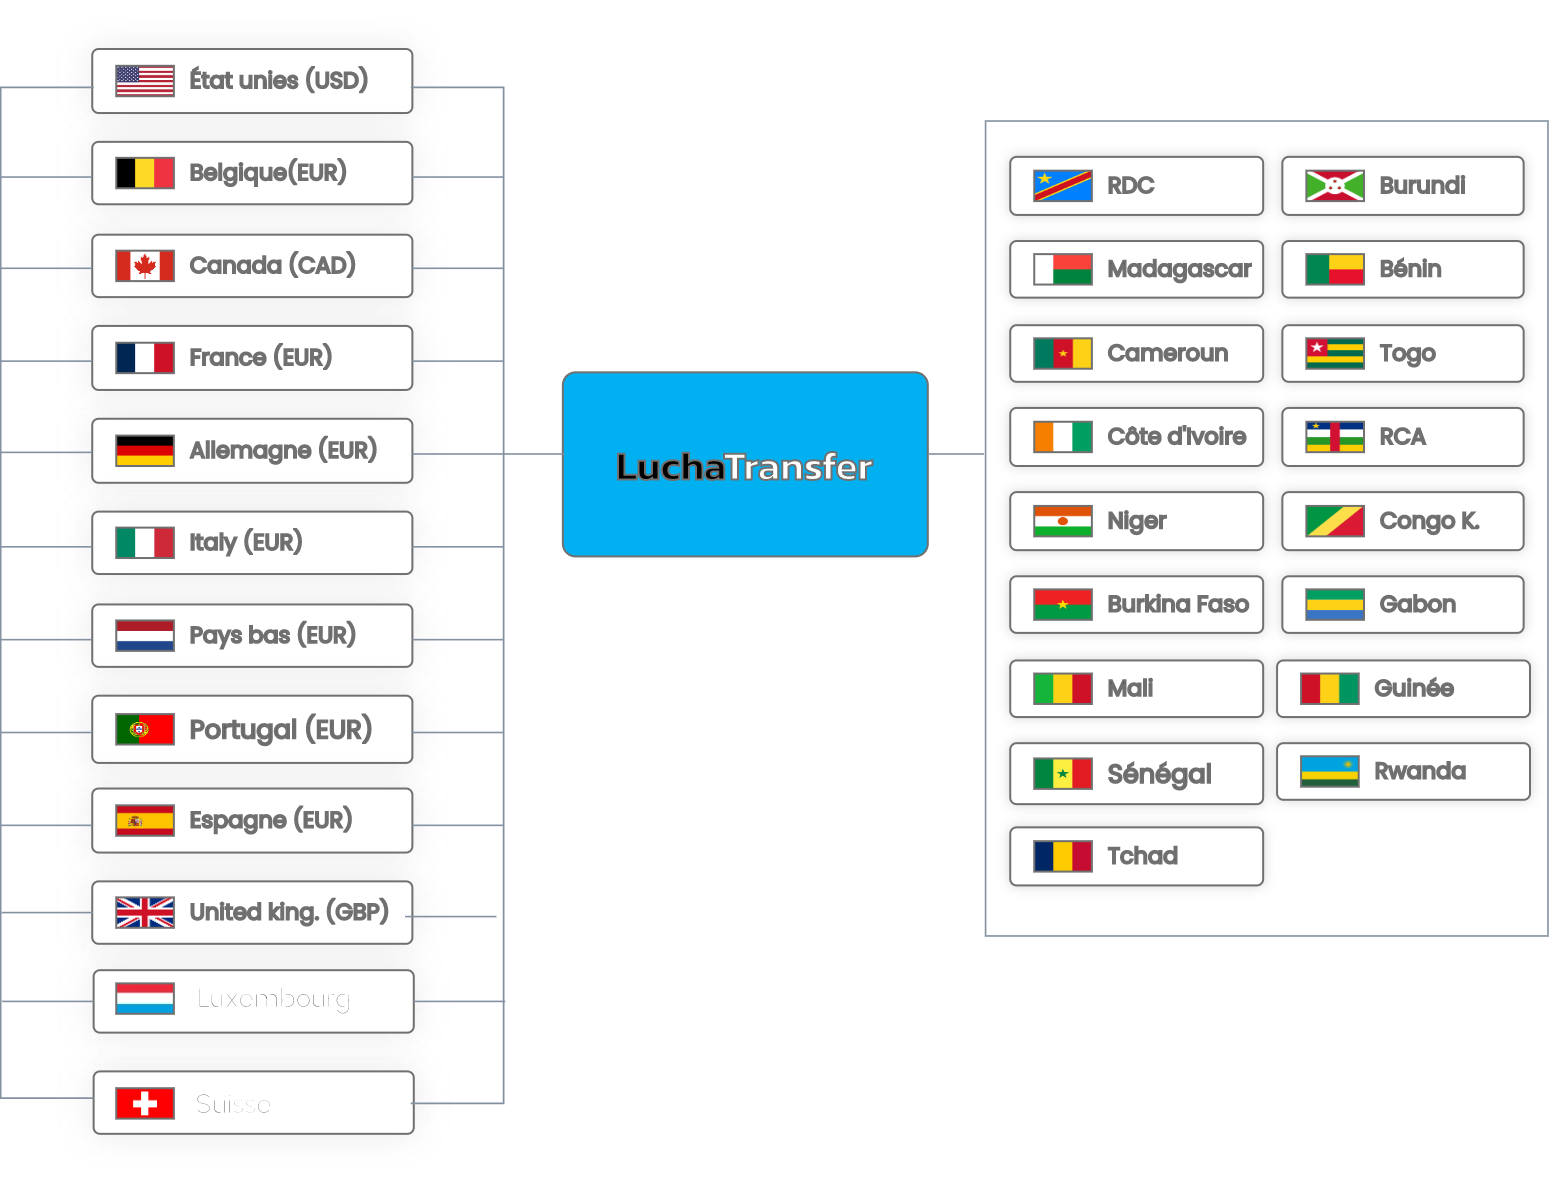 État unies (USD)
Belgique(EUR)
Canada (CAD)
France (EUR)
Allemagne (EUR)
Italy (EUR)
Pays bas (EUR)
Portugal (EUR)
Espagne (EUR)
United king. (GBP)
Luxembourg
Suisse
LuchaTransfer
RDC
Burundi
Madagascar
Bénin
Cameroun
Togo
Côte d'Ivoire
RCA
Niger
Congo K.
Burkina Faso
Gabon
Mali
Guinée
Sénégal
Rwanda
Tchad